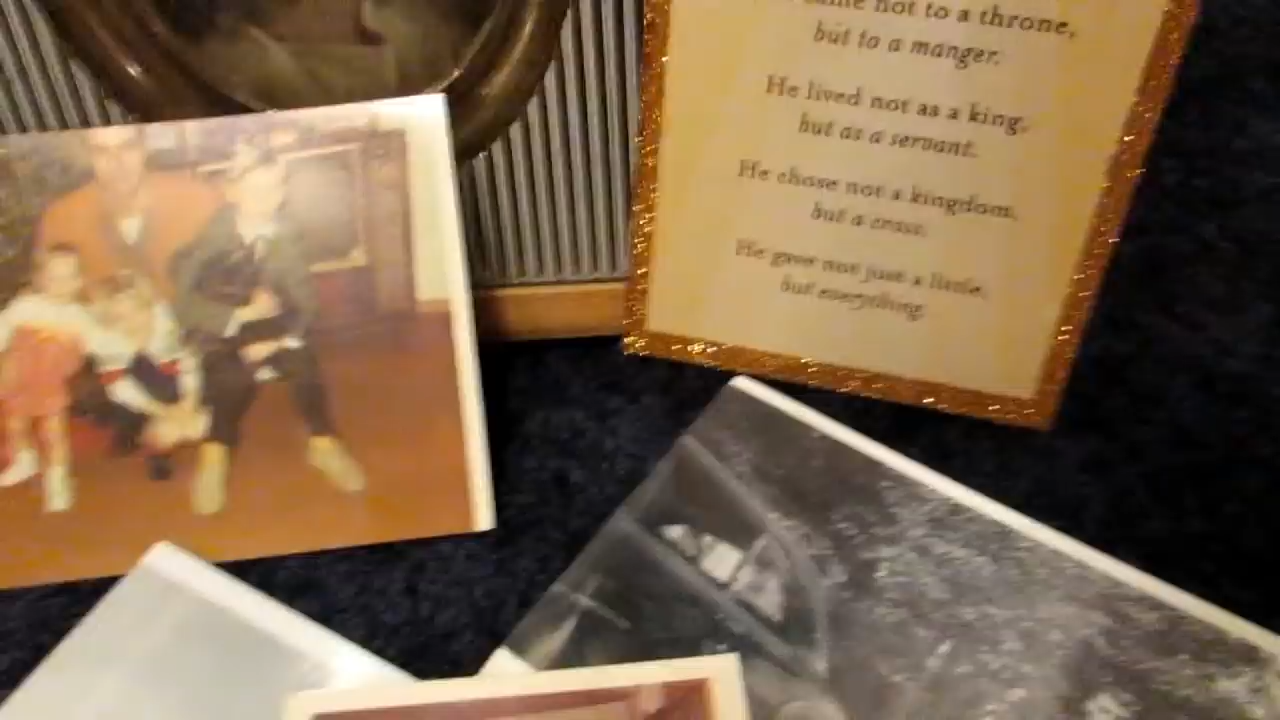 not to a throne,
but to a manger.
He lived not as a king,
but as a servant.
He chose not a kingdom,
but a cross.
He gave not just a little,
but everything.